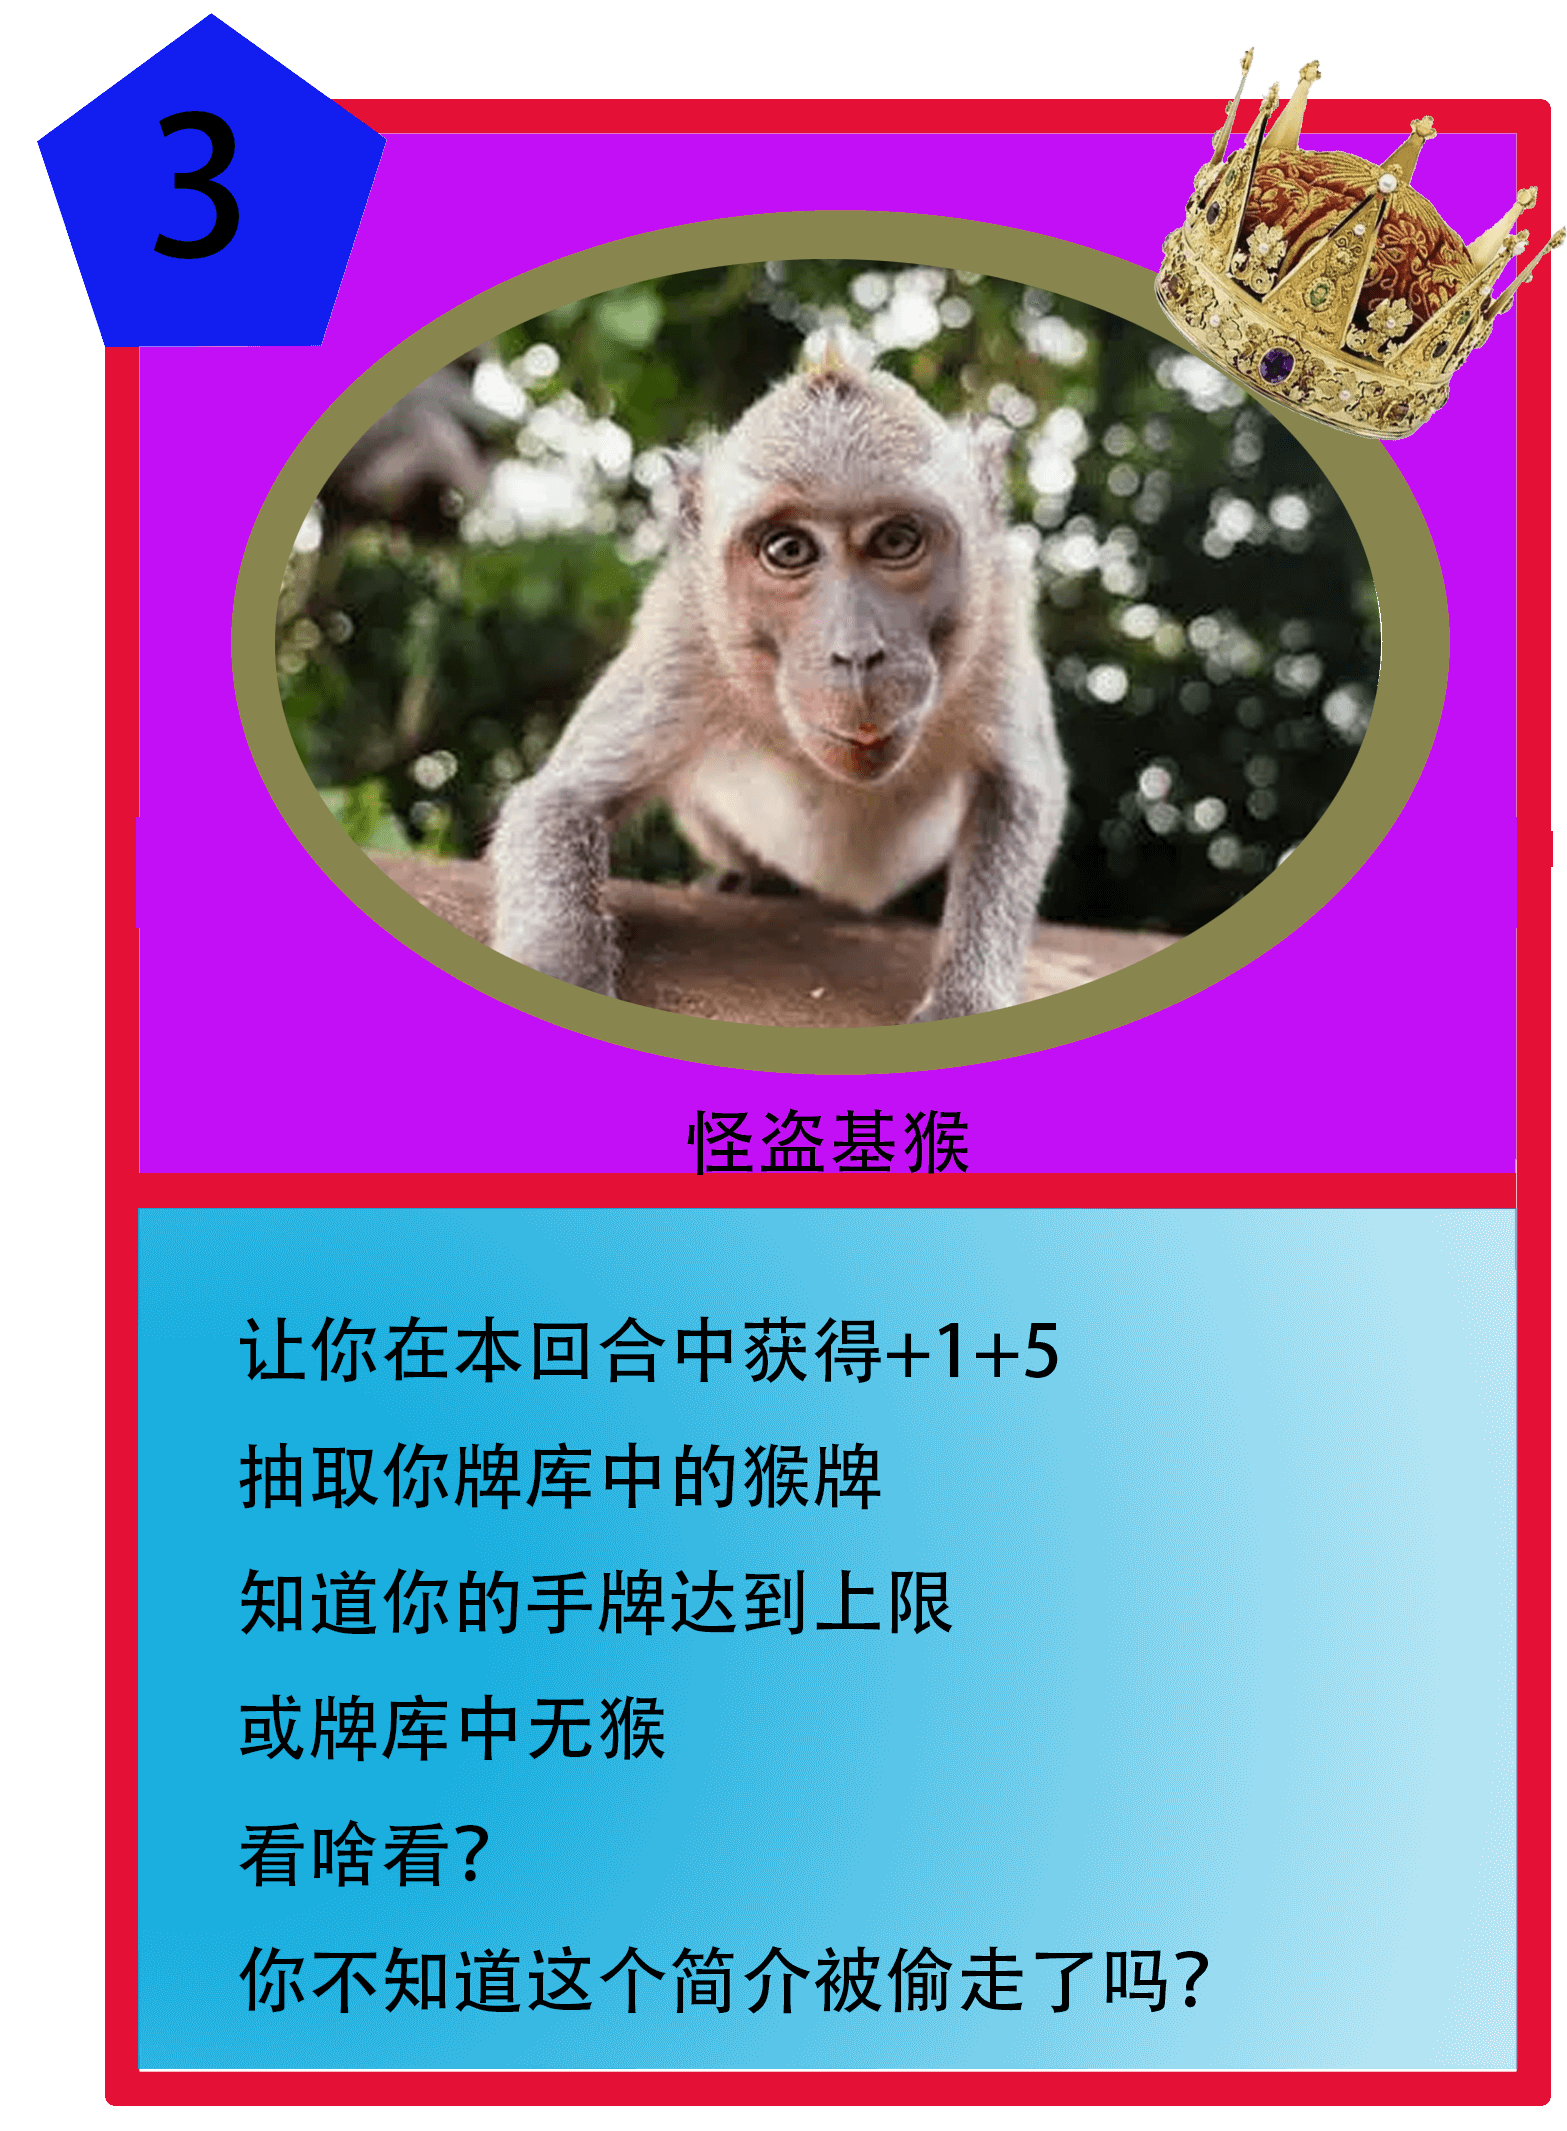 3
怪盗基猴
让你在本回合中获得+1+5
抽取你牌库中的猴牌
知道你的手牌达到上限
或牌库中无猴
看啥看？
你不知道这个简介被偷走了吗？